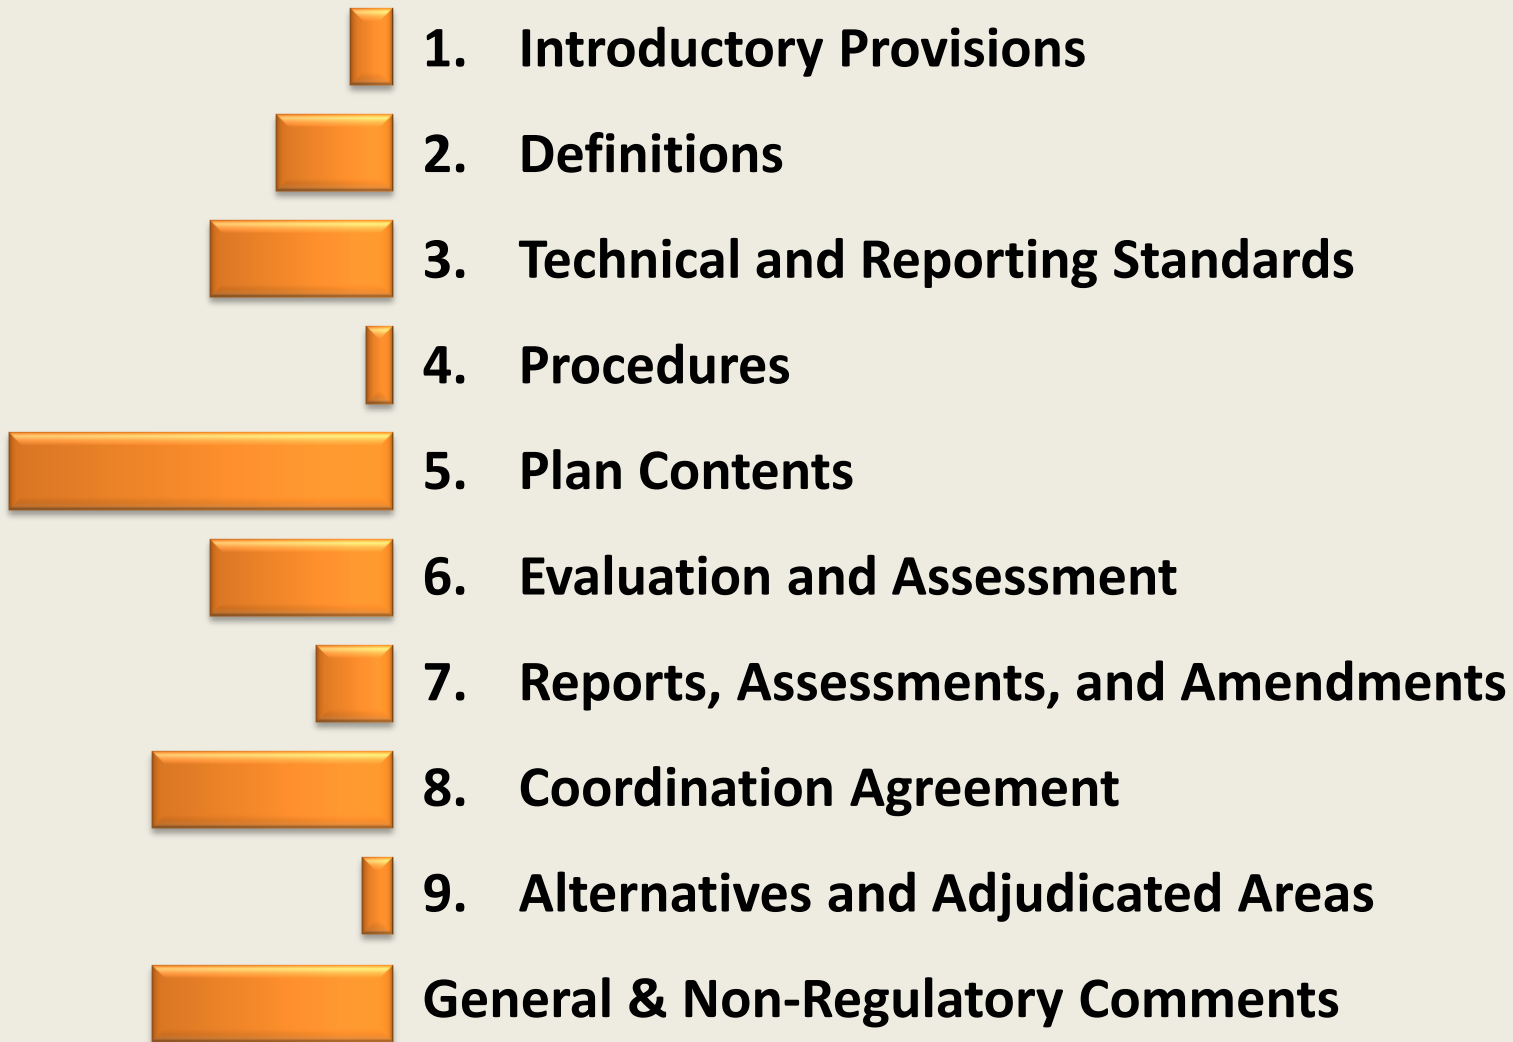 1. Introductory Provisions
2. Definitions
3. Technical and Reporting Standards
4. Procedures
5. Plan Contents
6. Evaluation and Assessment
7. Reports, Assessments, and Amendments
8. Coordination Agreement
9. Alternatives and Adjudicated Areas
General & Non-Regulatory Comments